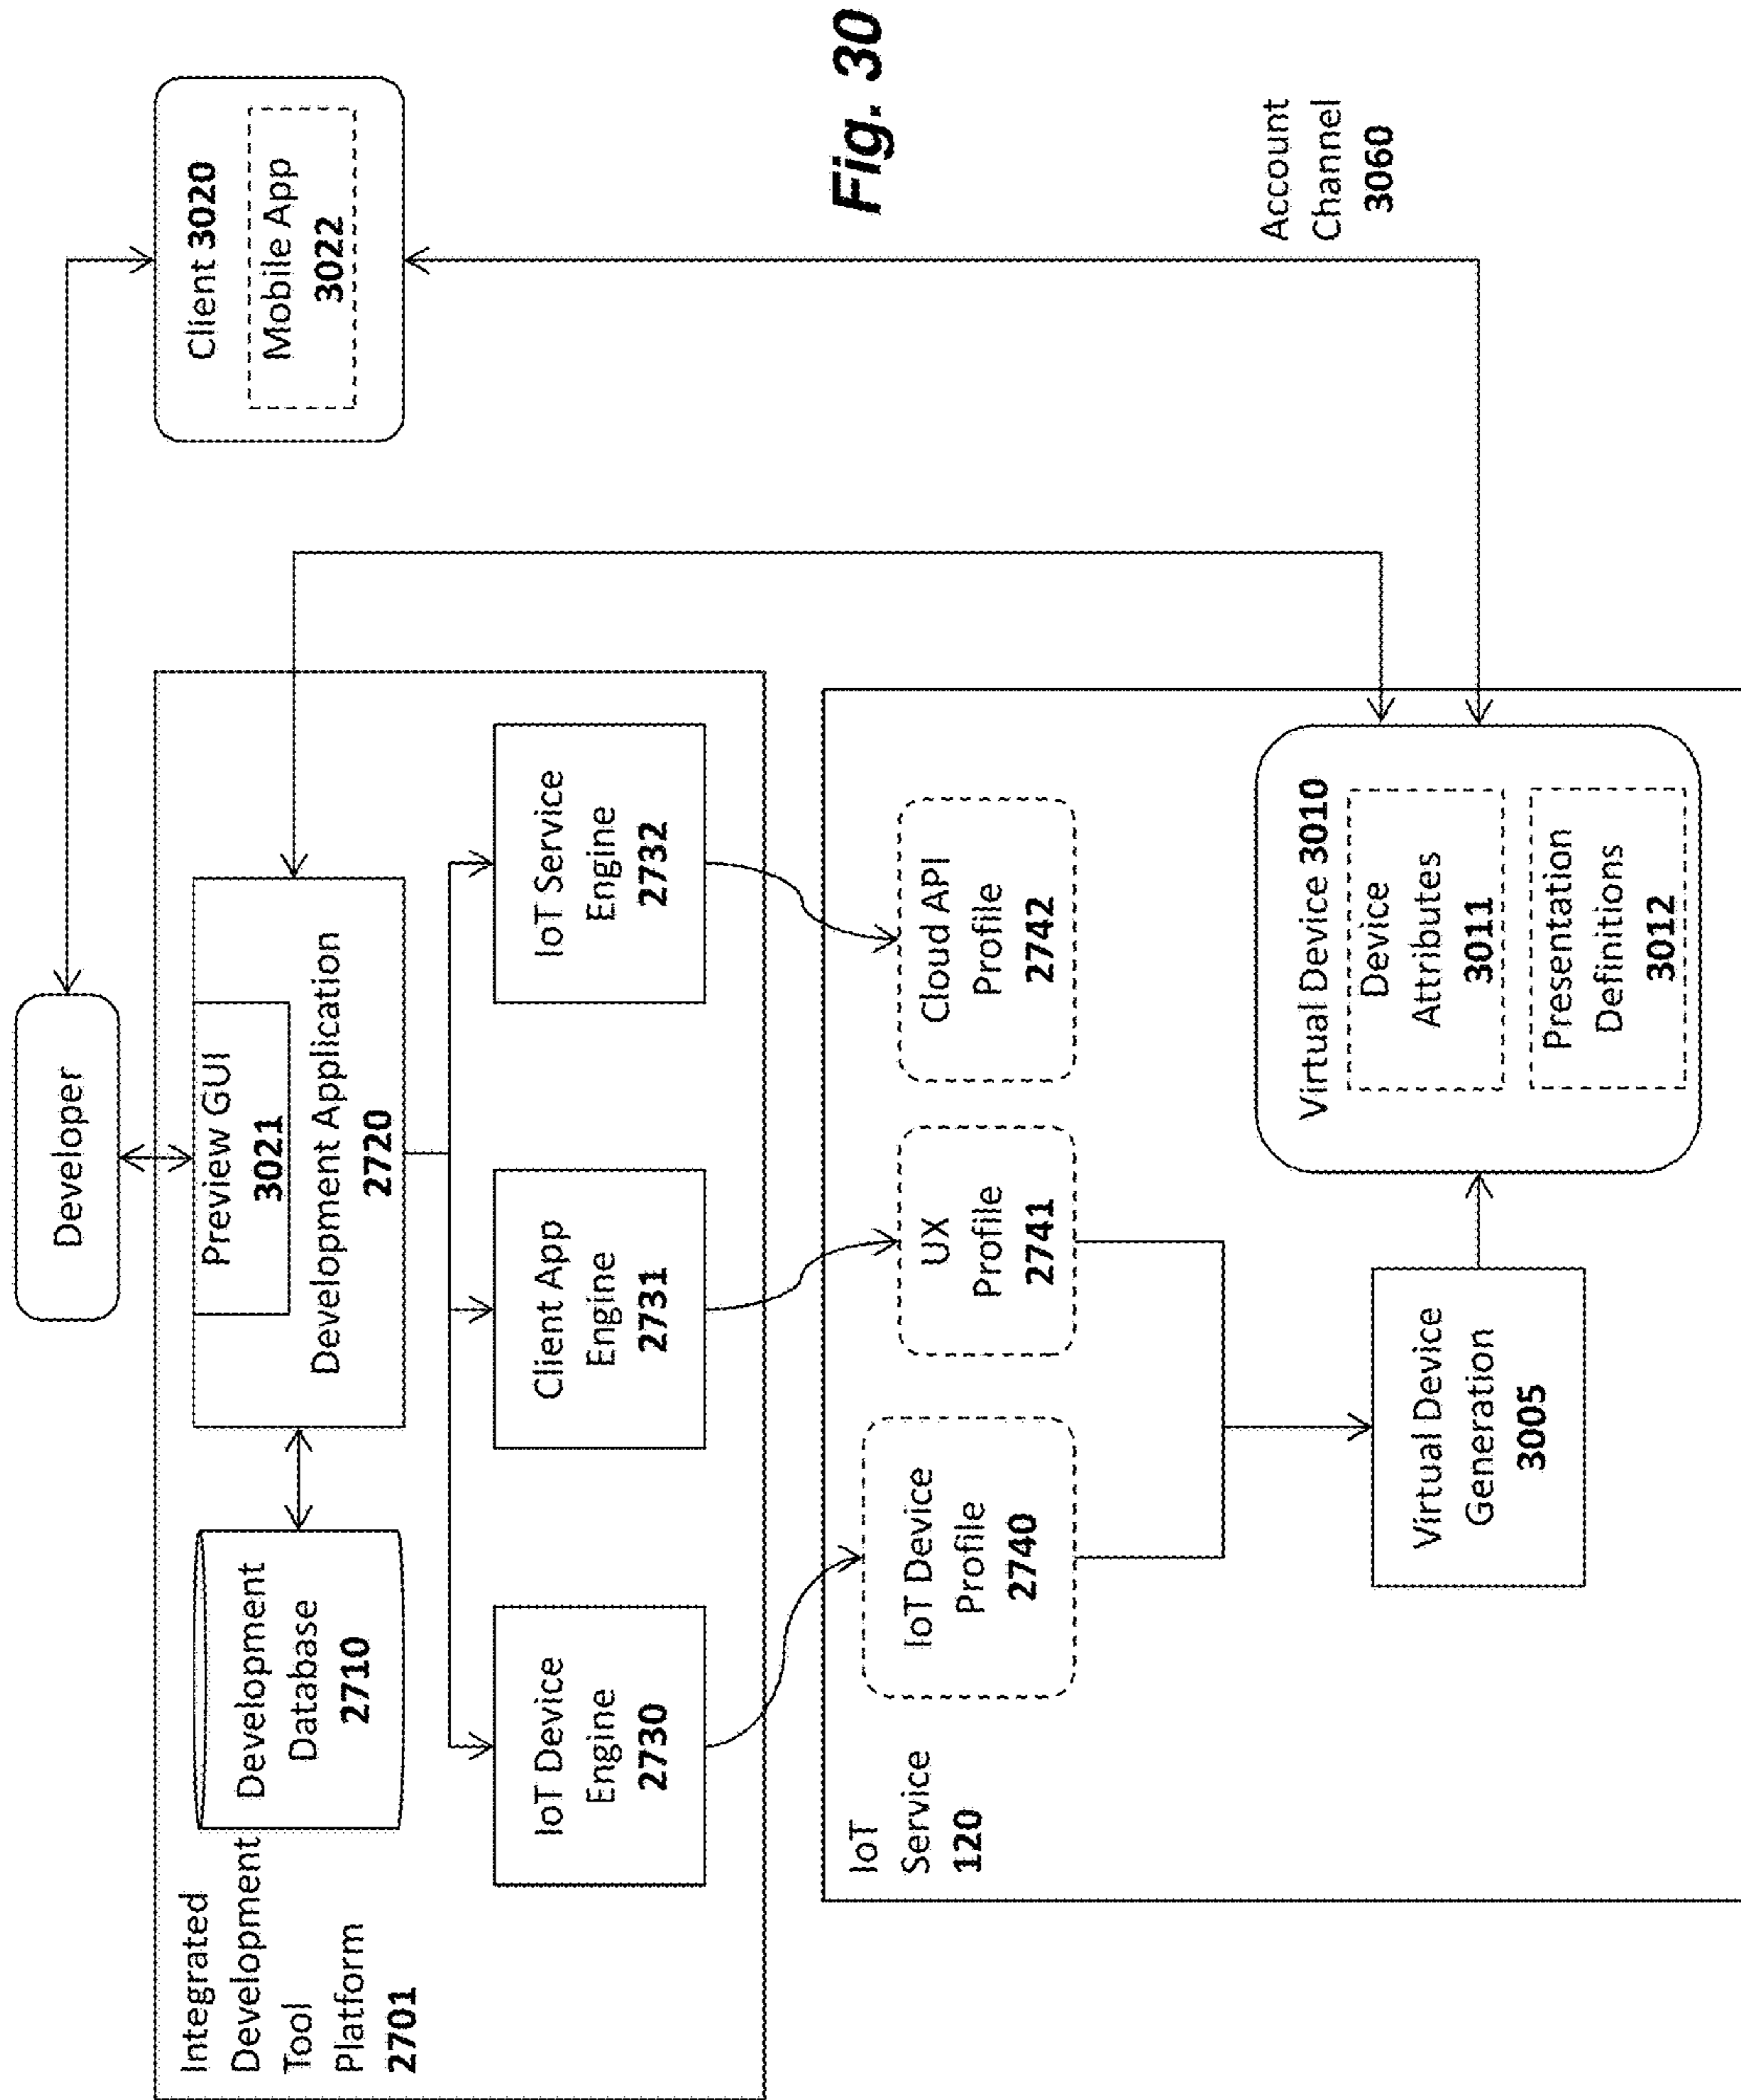 Developer
Integrated
Development
Tool
Platform
2701
Development
Database
2710
Preview GUI
3021
Development Application
2720
IoT Device
Engine
2730
Client App
Engine
2731
IoT Service
Engine
2732
Client 3020
Mobile App
3022
IoT
Service
120
IoT Device
Profile
2740
UX
Profile
2741
Cloud API
Profile
2742
Virtual Device
Generation
3005
Virtual Device 3010
Device
Attributes
3011
Presentation
Definitions
3012
Account
Channel
3060
Fig. 30